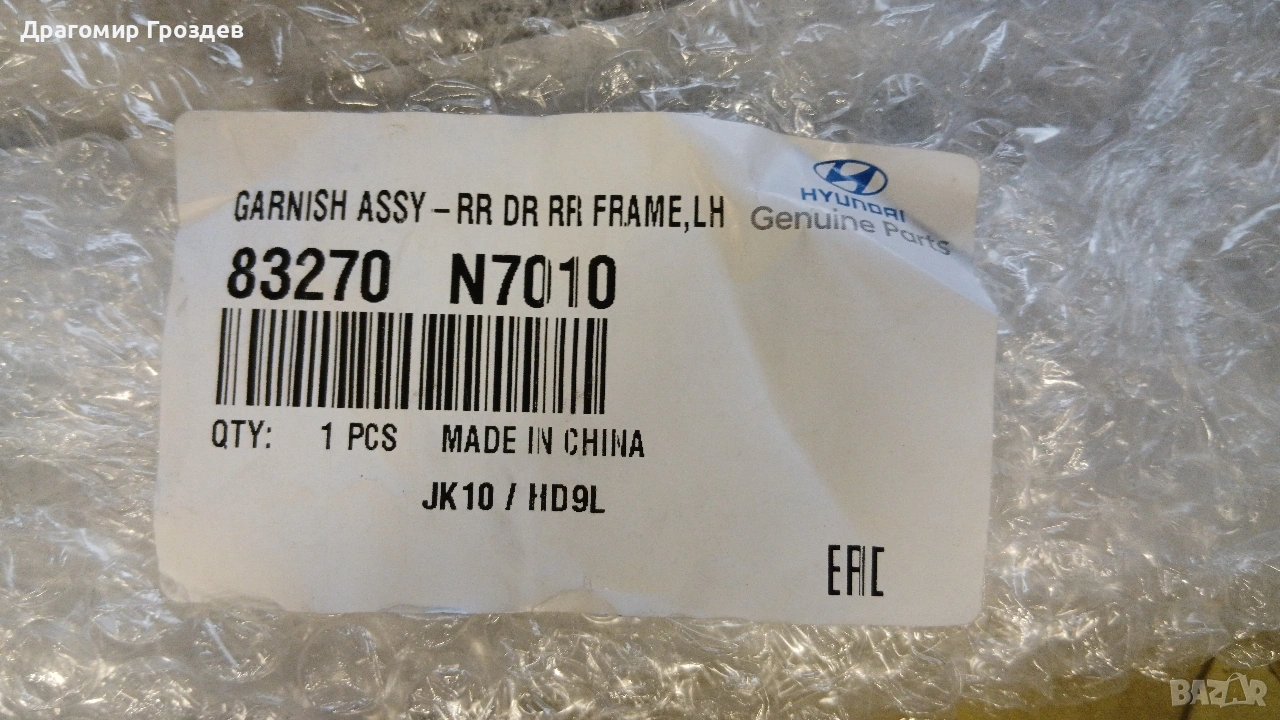 Драгомир Гроздев
HYUNDAI
GARNISH ASSY – RR DR RR FRAME,LH
Genuine Parts
83270 N7010
QTY: 1 PCS MADE IN CHINA
JK10 / HD9L
EAC
BAZAR